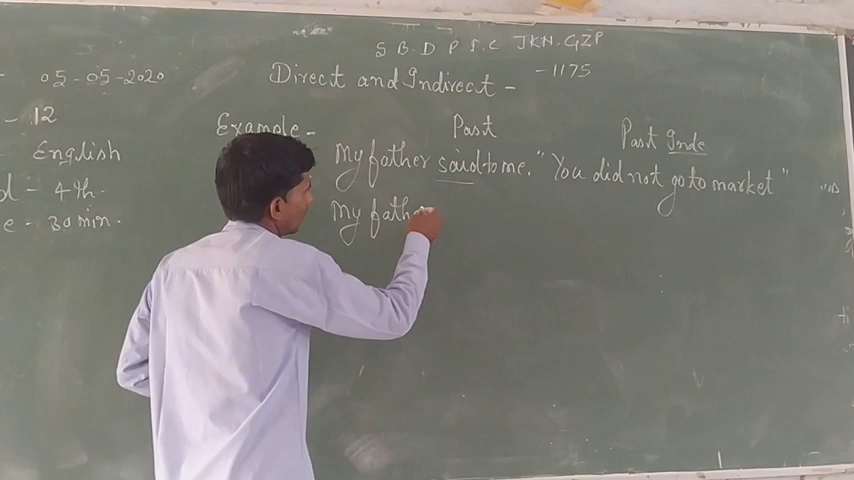 S B D P I.C JKN.GZP
05-05-2020
Direct and Indirect -
-1175
- 12
Example -
Past
Past Inde
English
My father said to me. "You did not go to market"
d - 4th.
My father
e - 30 min.